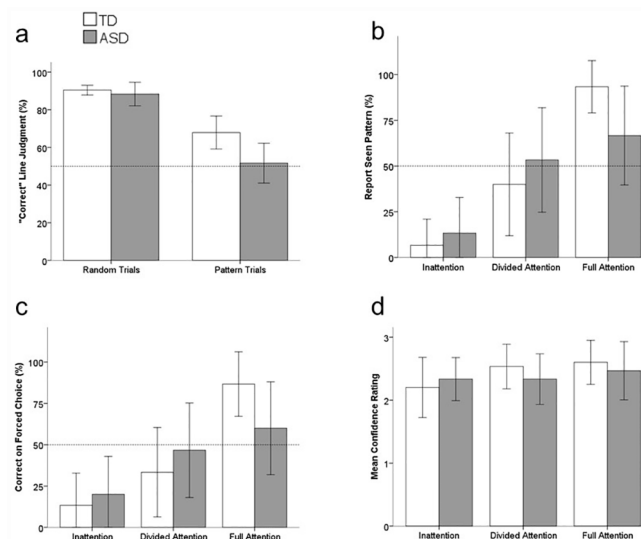 TD
ASD
a
"Correct" Line Judgment (%)
100
80
60
40
20
0
Random Trials
Pattern Trials
b
Report Seen Pattern (%)
100
75
50
25
0
Inattention
Divided Attention
Full Attention
c
Correct on Forced Choice (%)
100
75
50
25
0
Inattention
Divided Attention
Full Attention
d
Mean Confidence Rating
3
2
1
0
Inattention
Divided Attention
Full Attention